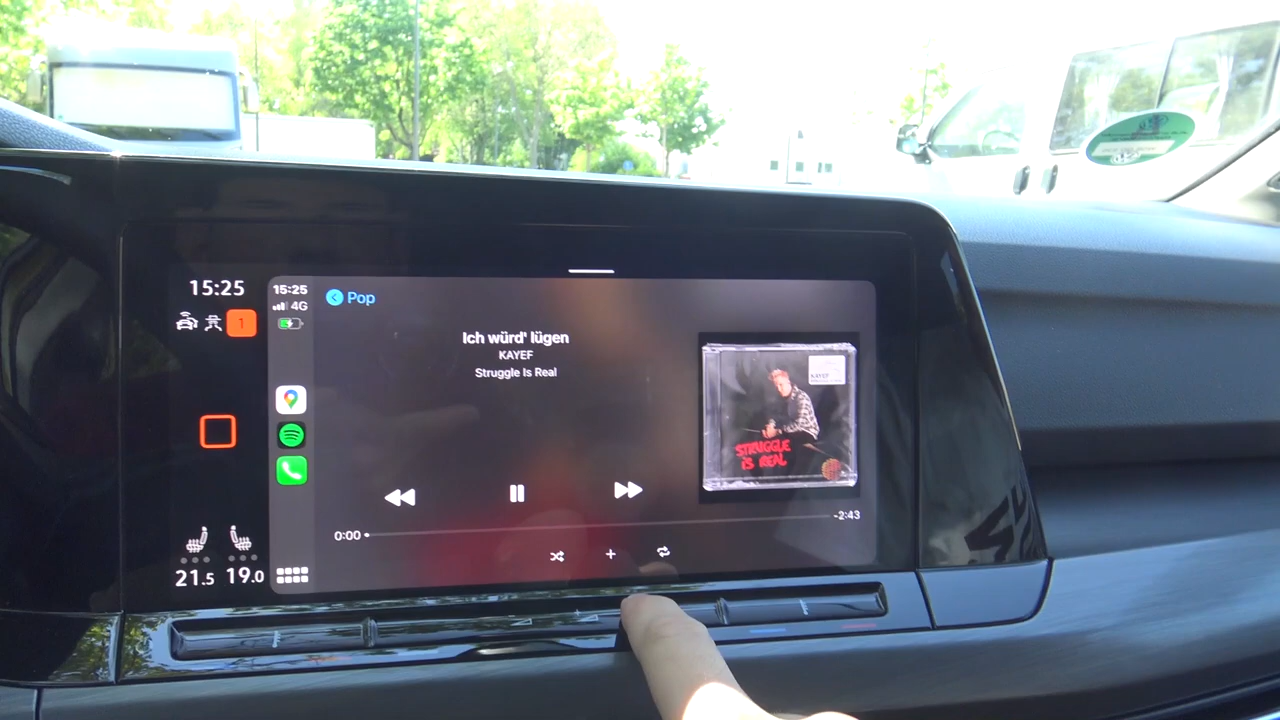 15:25
1
21.5 19.0
15:25
4G
Pop
Ich würd' lügen
KAYEF
Struggle Is Real
0:00
-2:43
KAYEF
STRUGGLE
IS REAL